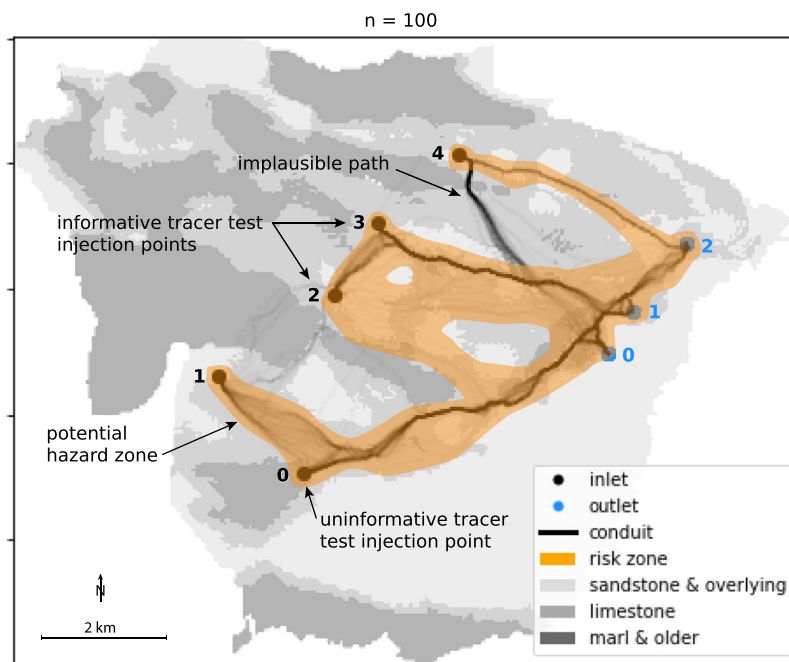 n = 100
4
implausible path
informative tracer test
injection points
3
2
2
1
0
1
potential
hazard zone
0
uninformative tracer
test injection point
inlet
outlet
conduit
risk zone
sandstone & overlying
limestone
marl & older
N
2 km